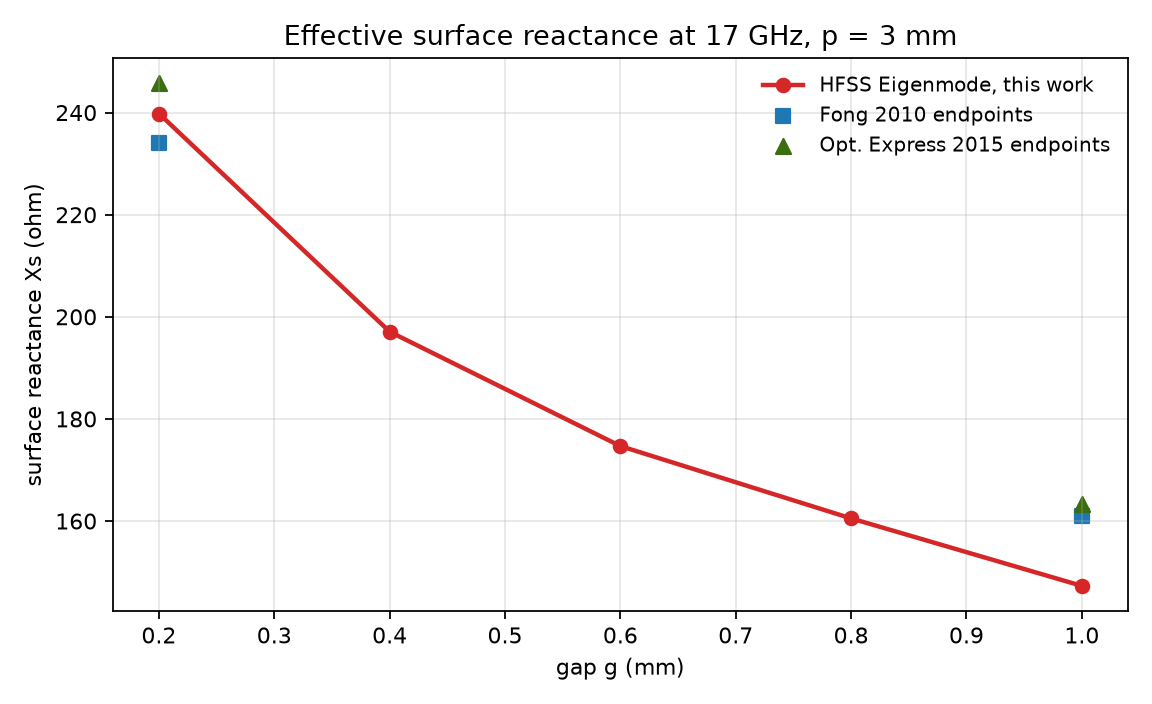 Effective surface reactance at 17 GHz, p = 3 mm
HFSS Eigenmode, this work
Fong 2010 endpoints
Opt. Express 2015 endpoints
surface reactance Xs (ohm)
240
220
200
180
160
0.2 0.3 0.4 0.5 0.6 0.7 0.8 0.9 1.0
gap g (mm)